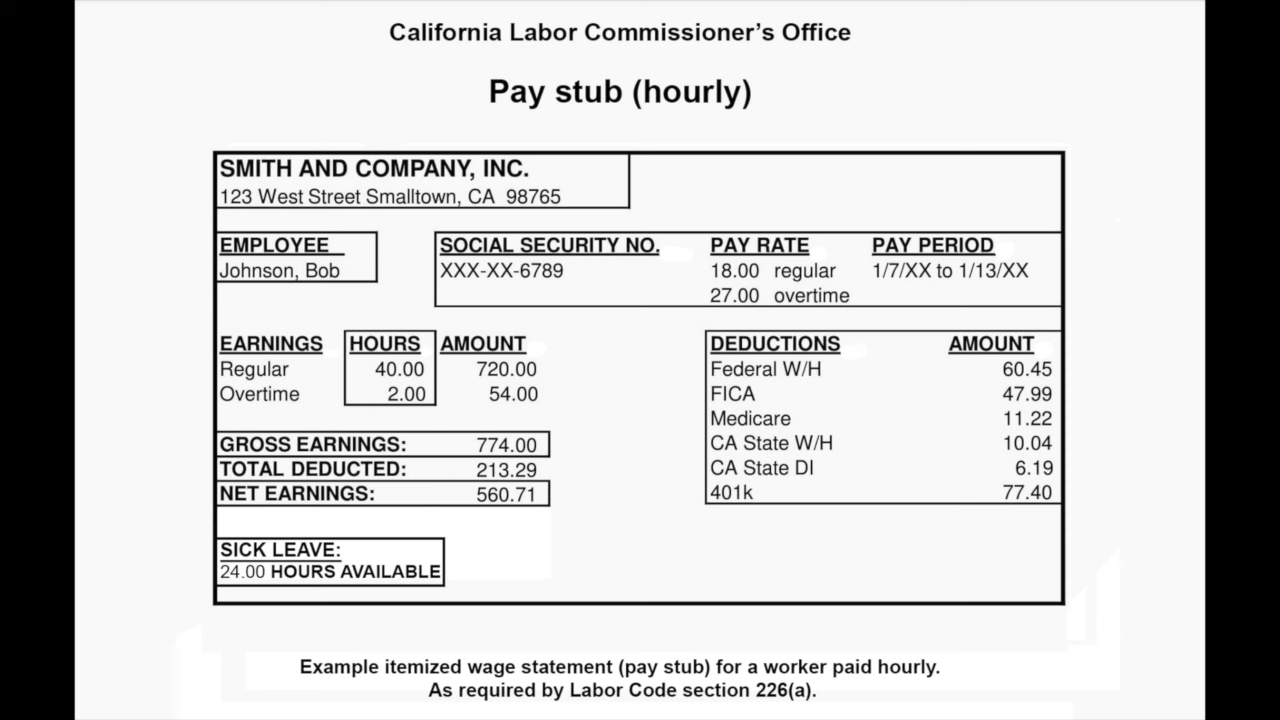 California Labor Commissioner's Office
Pay stub (hourly)
SMITH AND COMPANY, INC.
123 West Street Smalltown, CA 98765
EMPLOYEE SOCIAL SECURITY NO. PAY RATE PAY PERIOD
Johnson, Bob XXX-XX-6789 18.00 regular 1/7/XX to 1/13/XX
27.00 overtime
EARNINGS HOURS AMOUNT DEDUCTIONS AMOUNT
Regular 40.00 720.00 Federal W/H 60.45
Overtime 2.00 54.00 FICA 47.99
Medicare 11.22
GROSS EARNINGS: 774.00 CA State W/H 10.04
TOTAL DEDUCTED: 213.29 CA State DI 6.19
NET EARNINGS: 560.71 401k 77.40
SICK LEAVE:
24.00 HOURS AVAILABLE
Example itemized wage statement (pay stub) for a worker paid hourly.
As required by Labor Code section 226(a).